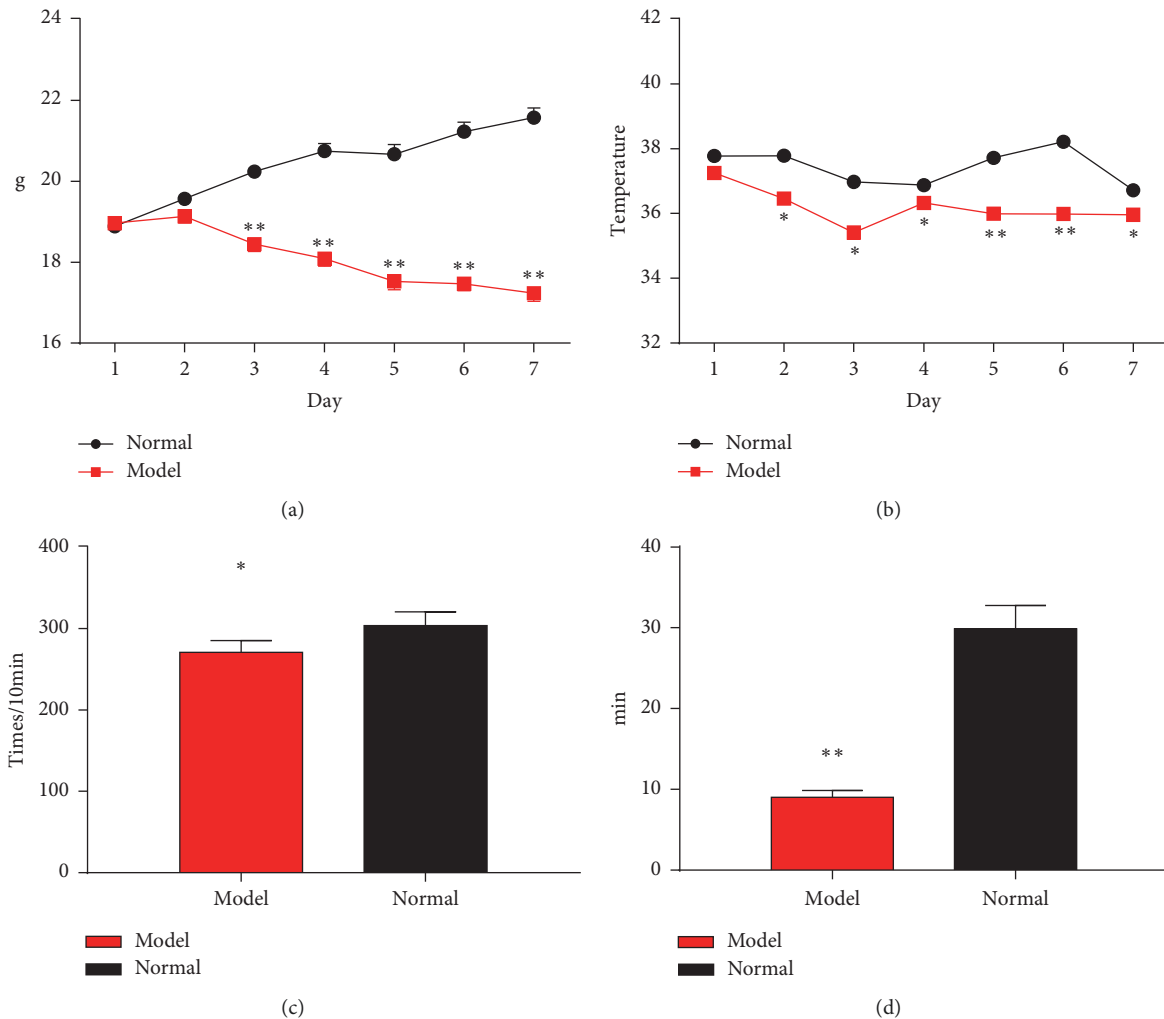 24
22
20
18
16
g
**
**
**
**
**
1 2 3 4 5 6 7
Day
Normal
Model
(a)
42
40
38
36
34
32
Temperature
*
*
*
**
**
*
1 2 3 4 5 6 7
Day
Normal
Model
(b)
400
300
200
100
0
Times/10min
*
Model Normal
Model
Normal
(c)
40
30
20
10
0
min
**
Model Normal
Model
Normal
(d)